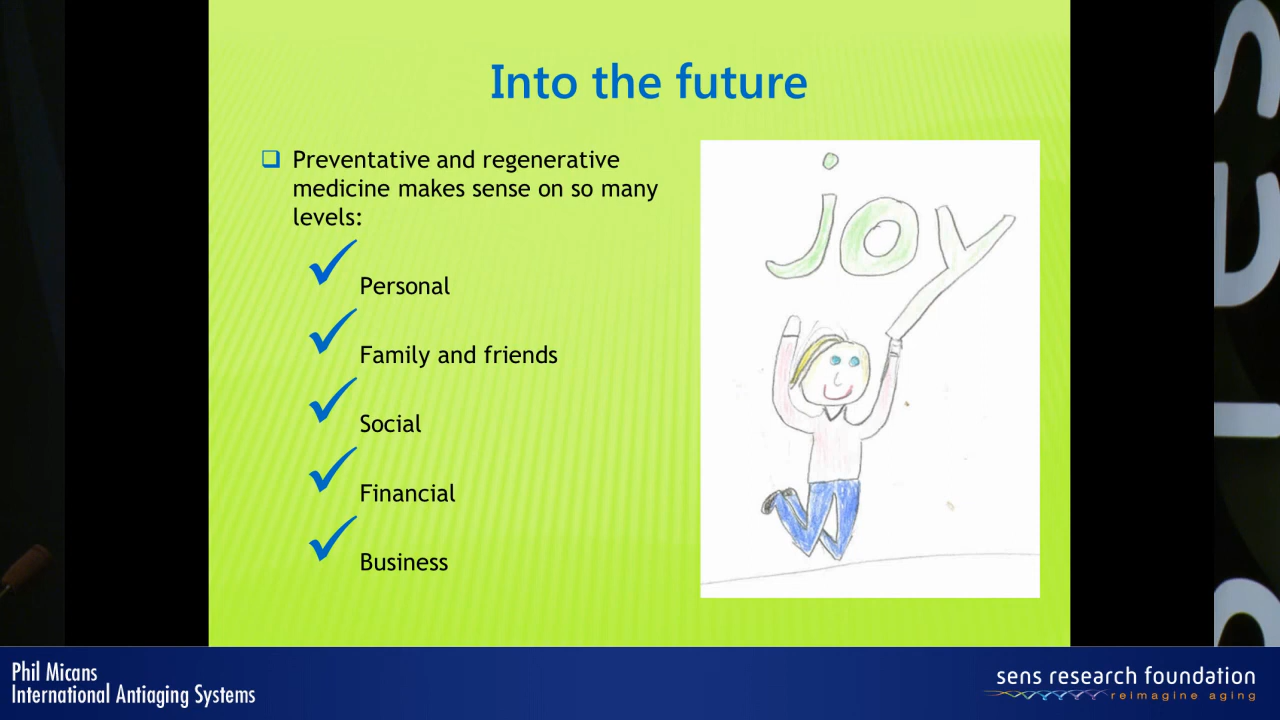 Into the future
Preventative and regenerative
medicine makes sense on so many
levels:
Personal
Family and friends
Social
Financial
Business
joy
Phil Micans
International Antiaging Systems
sens research foundation
reimagine aging